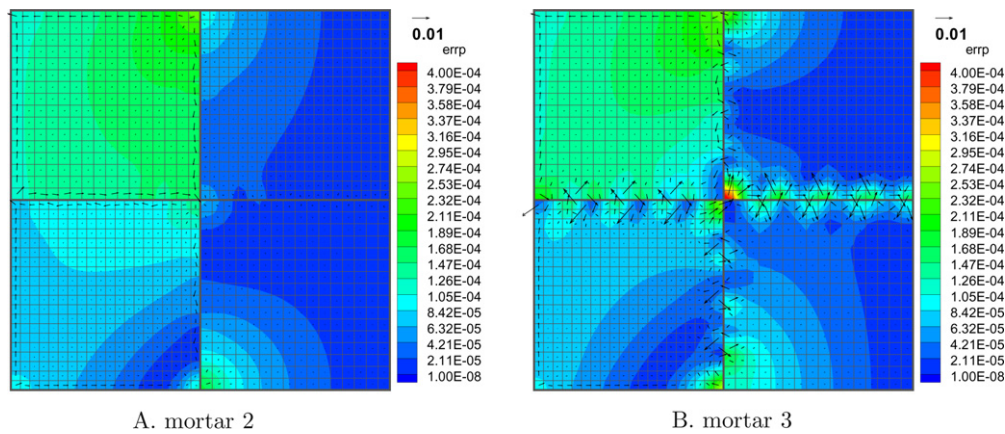 0.01
errp
4.00E-04
3.79E-04
3.58E-04
3.37E-04
3.16E-04
2.95E-04
2.74E-04
2.53E-04
2.32E-04
2.11E-04
1.89E-04
1.68E-04
1.47E-04
1.26E-04
1.05E-04
8.42E-05
6.32E-05
4.21E-05
2.11E-05
1.00E-08
A. mortar 2
0.01
errp
4.00E-04
3.79E-04
3.58E-04
3.37E-04
3.16E-04
2.95E-04
2.74E-04
2.53E-04
2.32E-04
2.11E-04
1.89E-04
1.68E-04
1.47E-04
1.26E-04
1.05E-04
8.42E-05
6.32E-05
4.21E-05
2.11E-05
1.00E-08
B. mortar 3